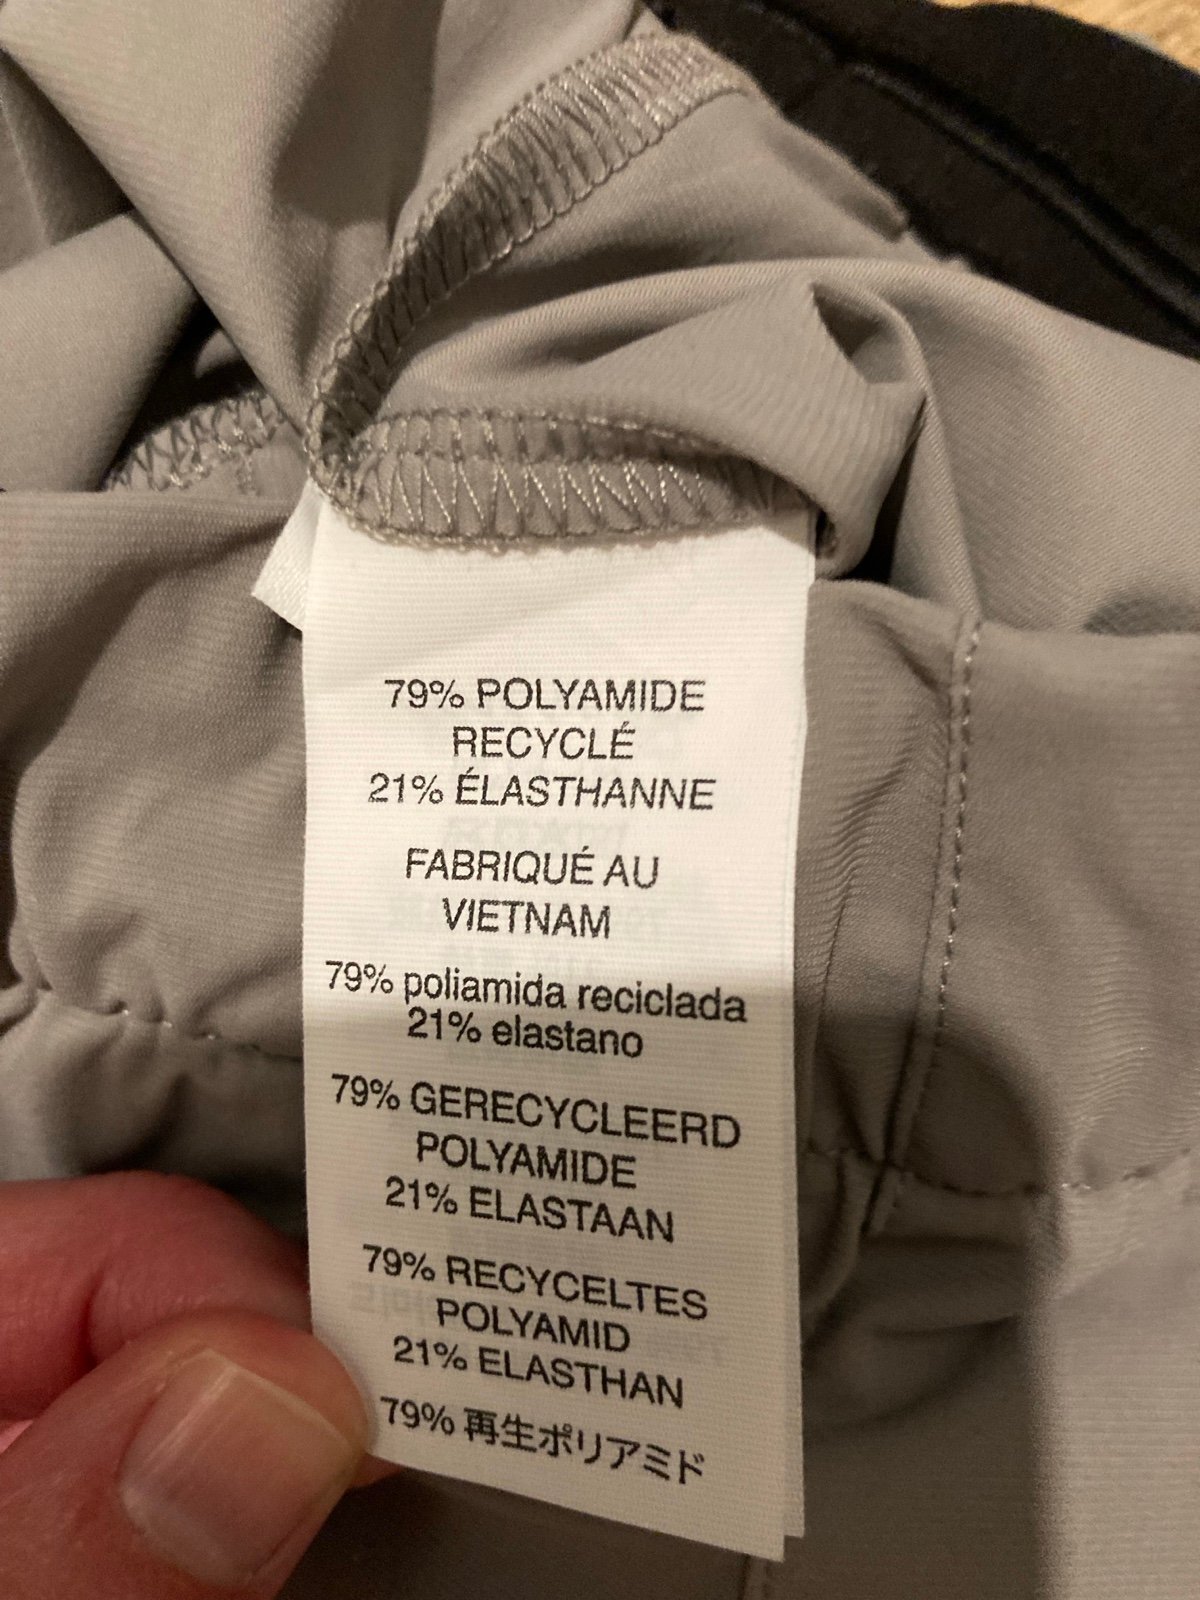 79% POLYAMIDE
RECYCLÉ
21% ÉLASTHANNE
FABRIQUÉ AU
VIETNAM
79% poliamida reciclada
21% elastano
79% GERECYCLEERD
POLYAMIDE
21% ELASTAAN
79% RECYCELTES
POLYAMID
21% ELASTHAN
79% 再生ポリアミド